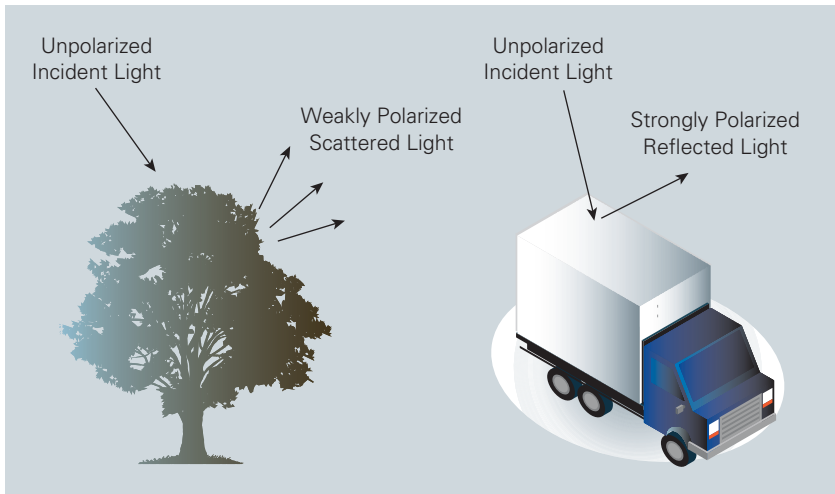 Unpolarized
Incident Light
Weakly Polarized
Scattered Light
Unpolarized
Incident Light
Strongly Polarized
Reflected Light